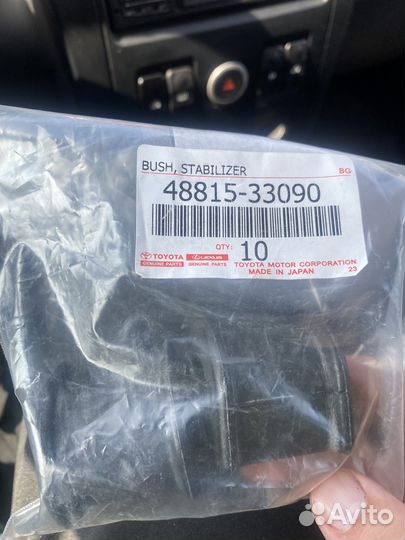 BUSH, STABILIZER BG
48815-33090
QTY: 10
TOYOTA LEXUS TOYOTA MOTOR CORPORATION
GENUINE PARTS GENUINE PARTS MADE IN JAPAN 23
Avito